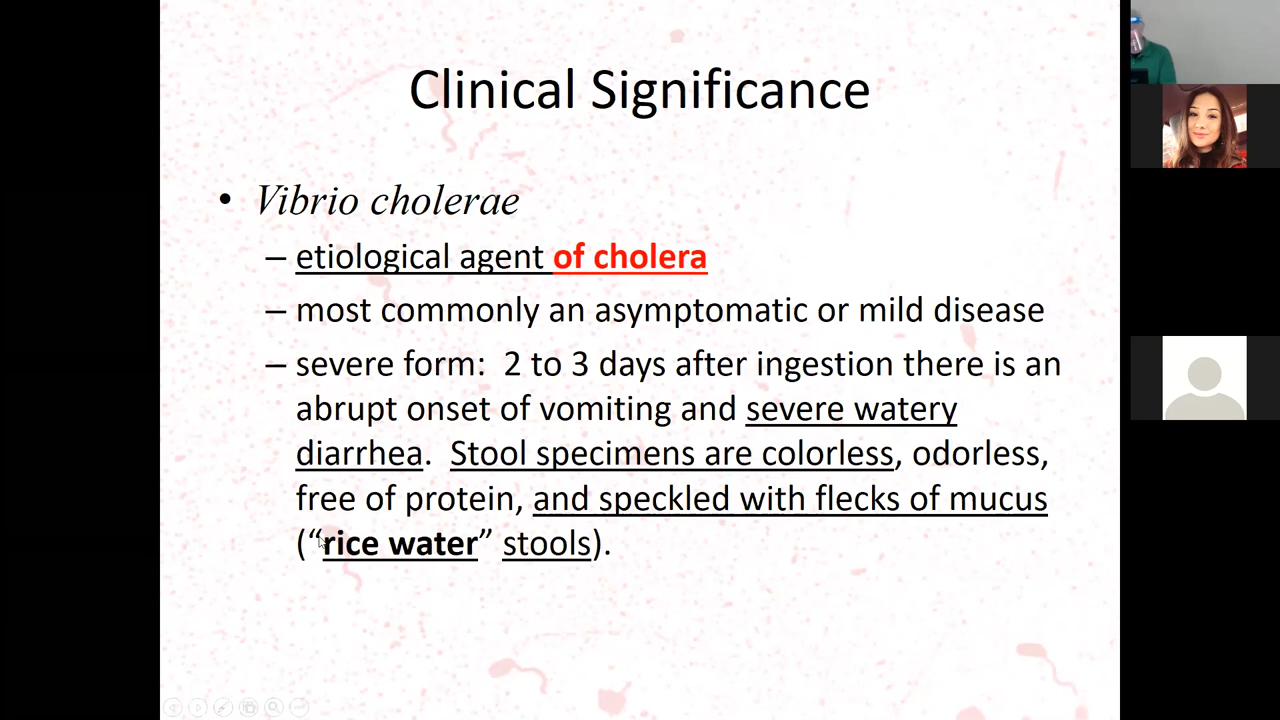 Clinical Significance
• Vibrio cholerae
– etiological agent of cholera
– most commonly an asymptomatic or mild disease
– severe form:  2 to 3 days after ingestion there is an
abrupt onset of vomiting and severe watery
diarrhea.  Stool specimens are colorless, odorless,
free of protein, and speckled with flecks of mucus
(“rice water” stools).